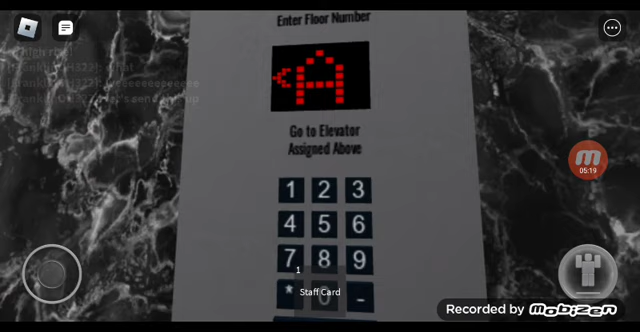 Enter Floor Number
<A
Go to Elevator
Assigned Above
1 2 3
4 5 6
7 8 9
* 0 -
1
Staff Card
05:19
Recorded by mobizen